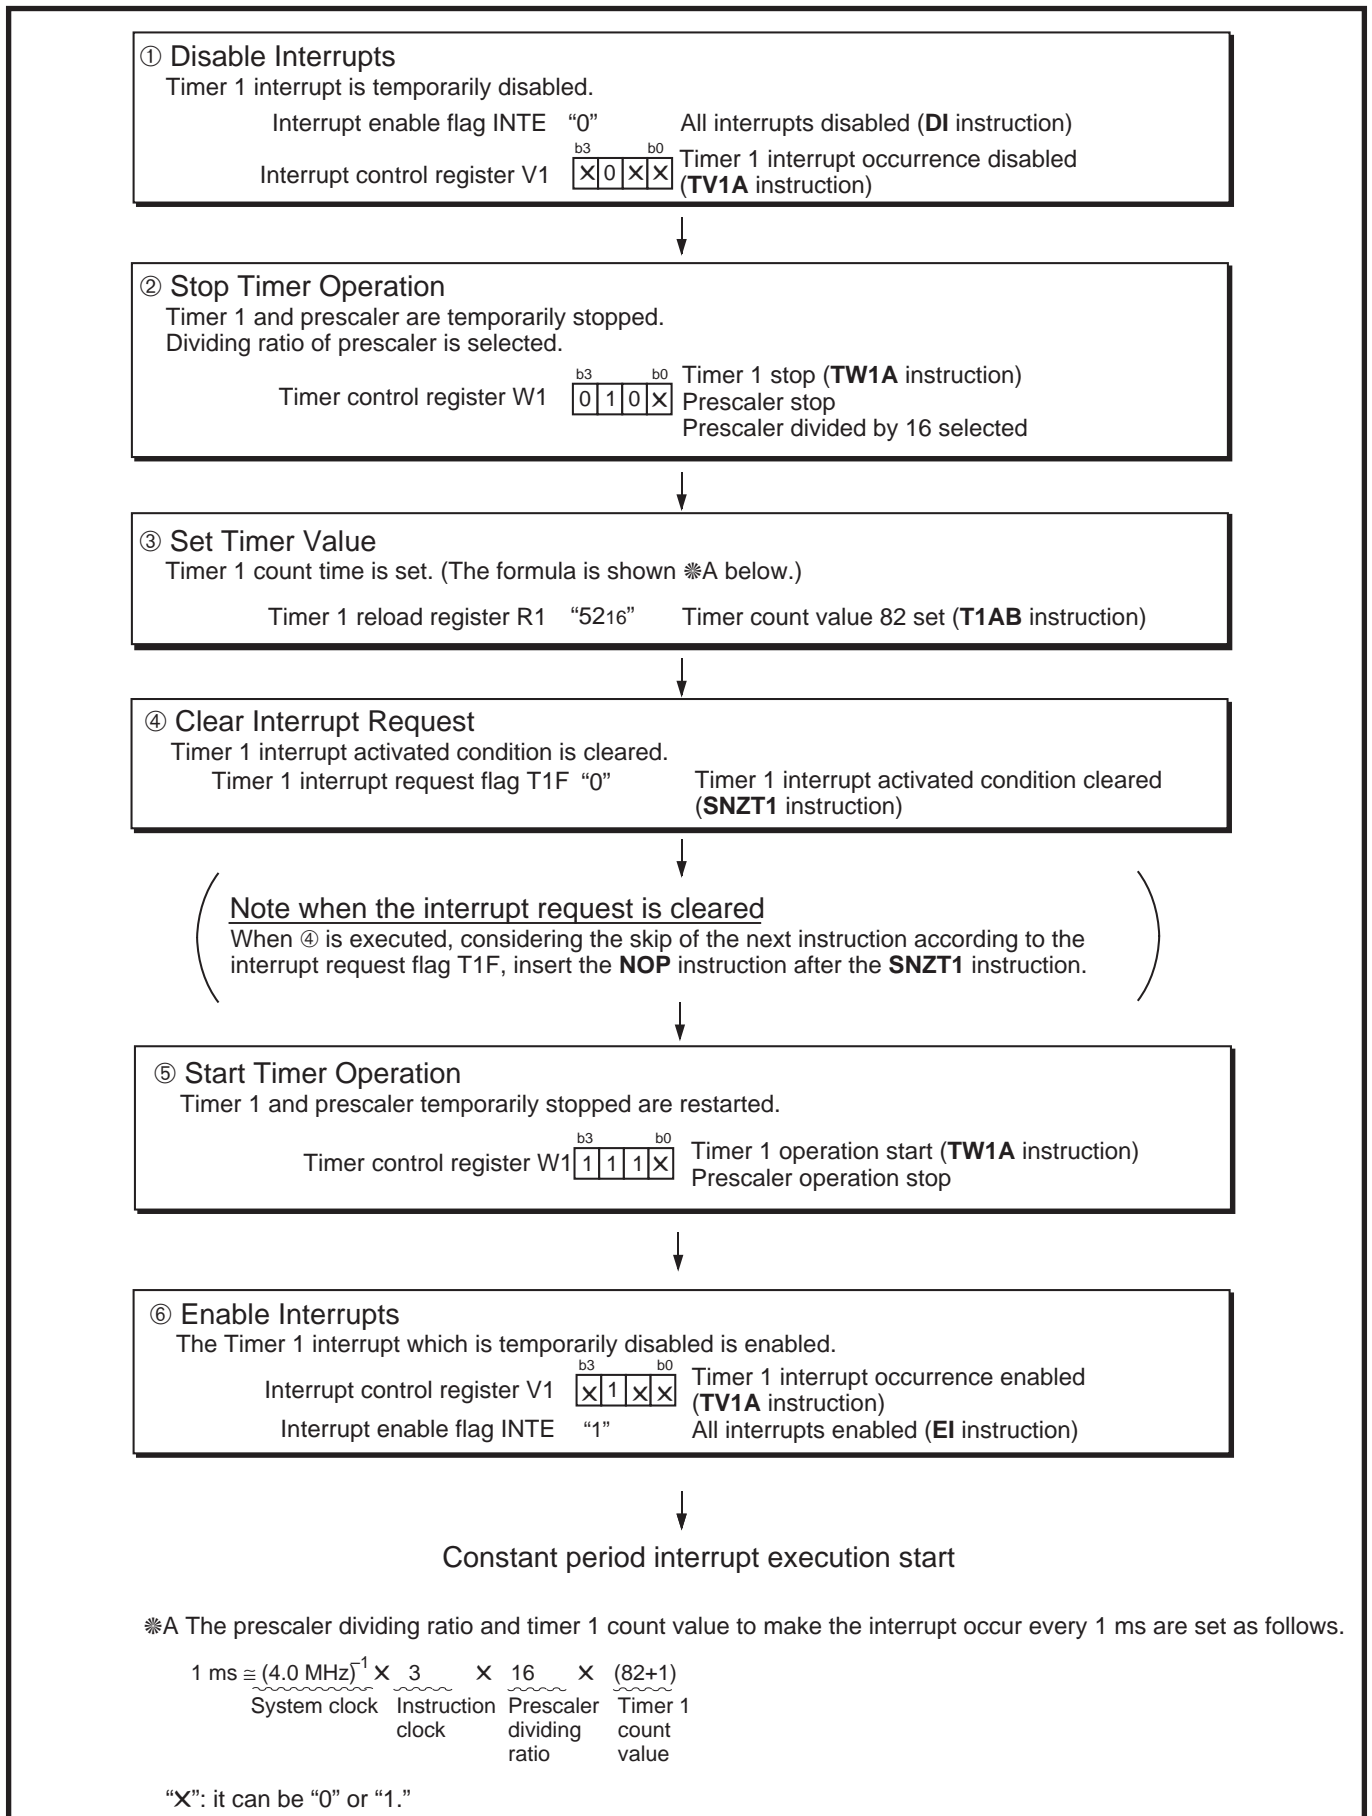 ① Disable Interrupts
Timer 1 interrupt is temporarily disabled.
Interrupt enable flag INTE “0” All interrupts disabled (DI instruction)
b3 b0
Interrupt control register V1 X 0 X X Timer 1 interrupt occurrence disabled
(TV1A instruction)
② Stop Timer Operation
Timer 1 and prescaler are temporarily stopped.
Dividing ratio of prescaler is selected.
b3 b0
Timer control register W1 0 1 0 X Timer 1 stop (TW1A instruction)
Prescaler stop
Prescaler divided by 16 selected
③ Set Timer Value
Timer 1 count time is set. (The formula is shown ❋A below.)
Timer 1 reload register R1 “5216” Timer count value 82 set (T1AB instruction)
④ Clear Interrupt Request
Timer 1 interrupt activated condition is cleared.
Timer 1 interrupt request flag T1F “0” Timer 1 interrupt activated condition cleared
(SNZT1 instruction)
Note when the interrupt request is cleared
When ④ is executed, considering the skip of the next instruction according to the
interrupt request flag T1F, insert the NOP instruction after the SNZT1 instruction.
⑤ Start Timer Operation
Timer 1 and prescaler temporarily stopped are restarted.
b3 b0
Timer control register W1 1 1 1 X Timer 1 operation start (TW1A instruction)
Prescaler operation stop
⑥ Enable Interrupts
The Timer 1 interrupt which is temporarily disabled is enabled.
b3 b0
Interrupt control register V1 X 1 X X Timer 1 interrupt occurrence enabled
(TV1A instruction)
Interrupt enable flag INTE “1” All interrupts enabled (EI instruction)
Constant period interrupt execution start
❋A The prescaler dividing ratio and timer 1 count value to make the interrupt occur every 1 ms are set as follows.
1 ms ≅ (4.0 MHz)⁻¹ X 3 X 16 X (82+1)
System clock Instruction Prescaler Timer 1
clock dividing count
ratio value
“X”: it can be “0” or “1.”